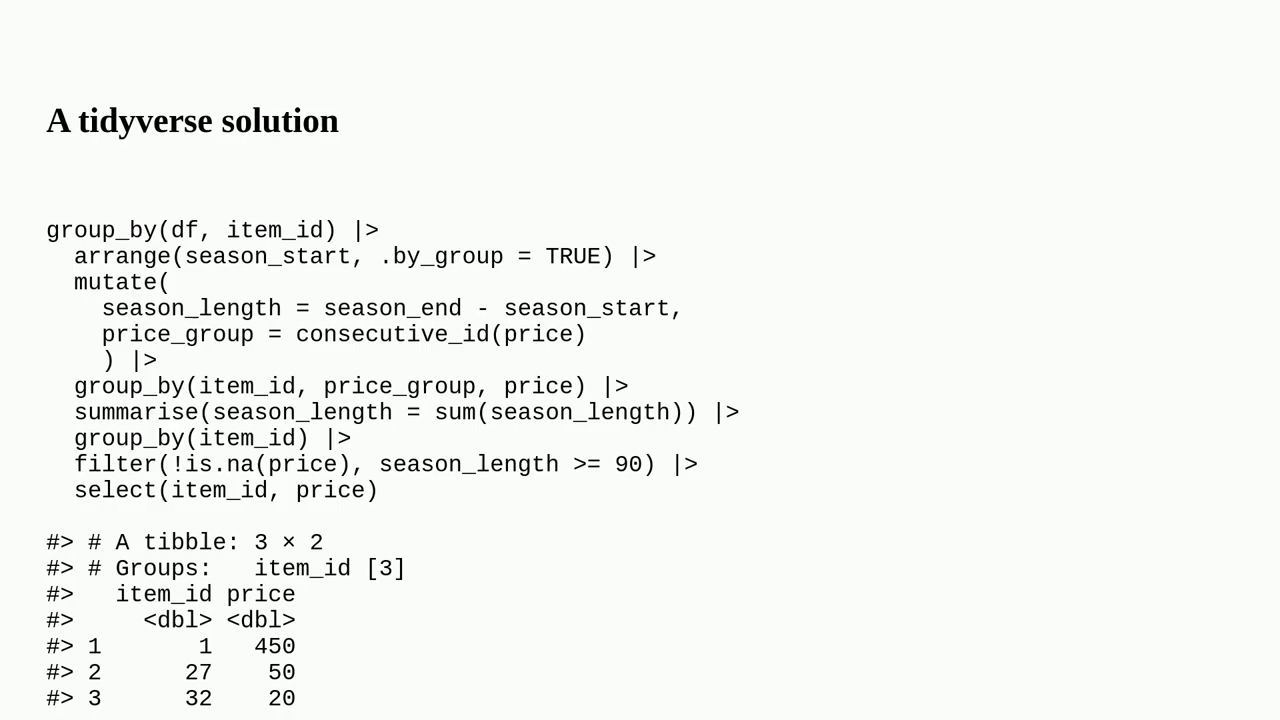 A tidyverse solution
group_by(df, item_id) |>
  arrange(season_start, .by_group = TRUE) |>
  mutate(
    season_length = season_end - season_start,
    price_group = consecutive_id(price)
    ) |>
  group_by(item_id, price_group, price) |>
  summarise(season_length = sum(season_length)) |>
  group_by(item_id) |>
  filter(!is.na(price), season_length >= 90) |>
  select(item_id, price)
#> # A tibble: 3 × 2
#> # Groups:   item_id [3]
#>   item_id price
#>     <dbl> <dbl>
#> 1       1   450
#> 2      27    50
#> 3      32    20